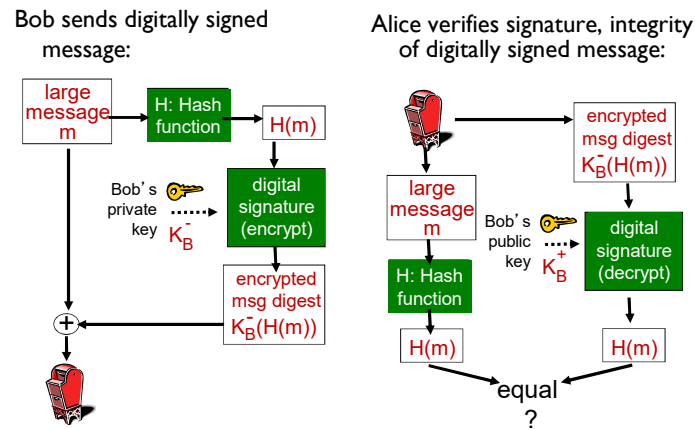 Bob sends digitally signed
message:
large
message
m
H: Hash
function
H(m)
Bob's
private
key
K_B^-
digital
signature
(encrypt)
encrypted
msg digest
K_B^-(H(m))
+
Alice verifies signature, integrity
of digitally signed message:
encrypted
msg digest
K_B^-(H(m))
large
message
m
Bob's
public
key
K_B^+
digital
signature
(decrypt)
H: Hash
function
H(m)
H(m)
equal
?